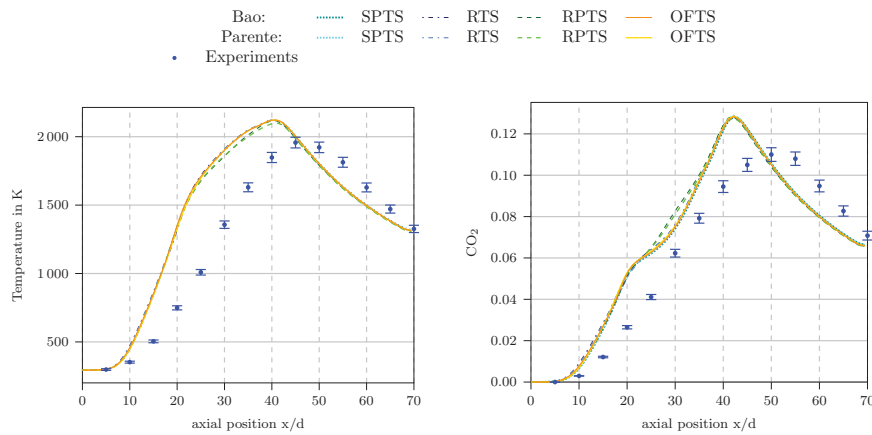 Bao: SPTS RTS RPTS OFTS
Parente: SPTS RTS RPTS OFTS
Experiments
Temperature in K
2 000
1 500
1 000
500
0 10 20 30 40 50 60 70
axial position x/d
CO2
0.12
0.10
0.08
0.06
0.04
0.02
0.00
0 10 20 30 40 50 60 70
axial position x/d